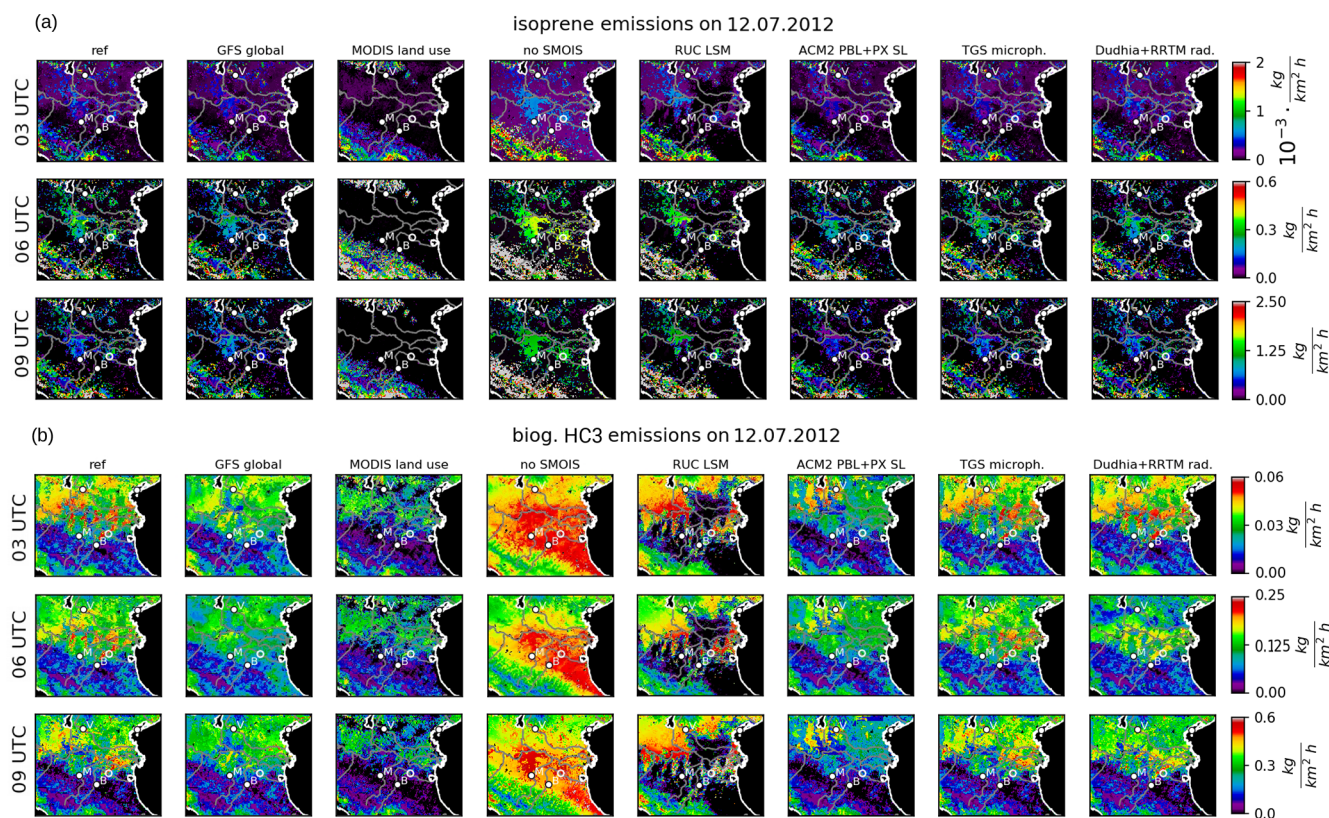 (a)
isoprene emissions on 12.07.2012
ref GFS global MODIS land use no SMOIS RUC LSM ACM2 PBL+PX SL TGS microph. Dudhia+RRTM rad.
03 UTC
V M B V M B V M B V M B V M B V M B V M B V M B
2
1
0
10⁻³ · kg / km² h
06 UTC
V M B V M B V M B V M B V M B V M B V M B V M B
0.6
0.3
0.0
kg / km² h
09 UTC
V M B V M B V M B V M B V M B V M B V M B V M B
2.50
1.25
0.00
kg / km² h
(b)
biog. HC3 emissions on 12.07.2012
ref GFS global MODIS land use no SMOIS RUC LSM ACM2 PBL+PX SL TGS microph. Dudhia+RRTM rad.
03 UTC
V M B V M B V M B V M B V M B V M B V M B V M B
0.06
0.03
0.00
kg / km² h
06 UTC
V M B V M B V M B V M B V M B V M B V M B V M B
0.25
0.125
0.00
kg / km² h
09 UTC
V M B V M B V M B V M B V M B V M B V M B V M B
0.6
0.3
0.0
kg / km² h